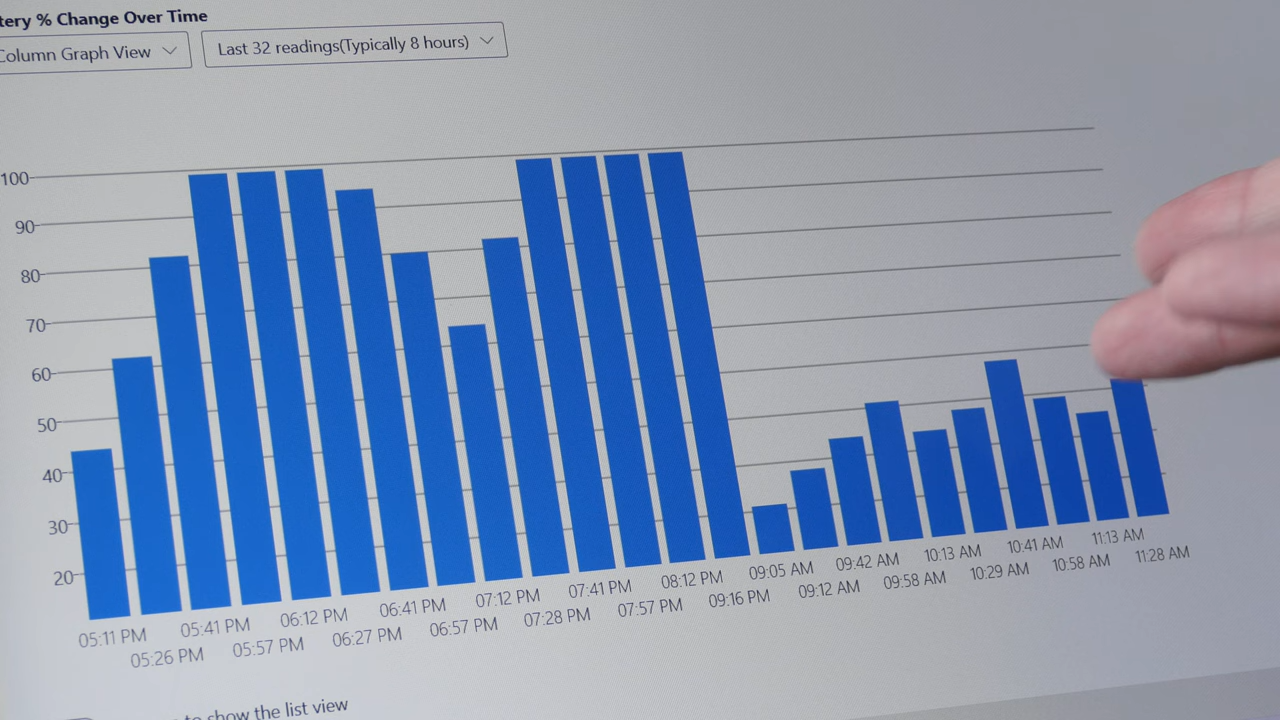 tery % Change Over Time
Column Graph View
Last 32 readings(Typically 8 hours)
100
90
80
70
60
50
40
30
20
05:11 PM
05:26 PM
05:41 PM
05:57 PM
06:12 PM
06:27 PM
06:41 PM
06:57 PM
07:12 PM
07:28 PM
07:41 PM
07:57 PM
08:12 PM
09:16 PM
09:05 AM
09:12 AM
09:42 AM
09:58 AM
10:13 AM
10:29 AM
10:41 AM
10:58 AM
11:13 AM
11:28 AM
to show the list view